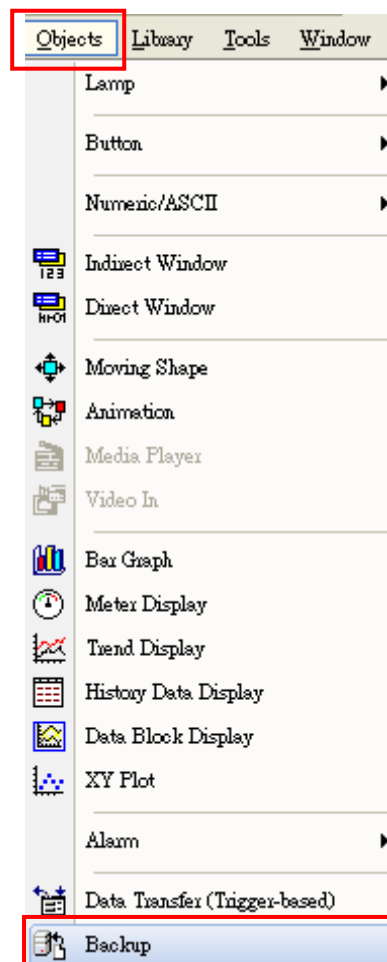 Objects Library Tools Window
Lamp
Button
Numeric/ASCII
123
Indirect Window
Direct Window
Moving Shape
Animation
Media Player
Video In
Bar Graph
Meter Display
Trend Display
History Data Display
Data Block Display
XY Plot
Alarm
Data Transfer (Trigger-based)
Backup